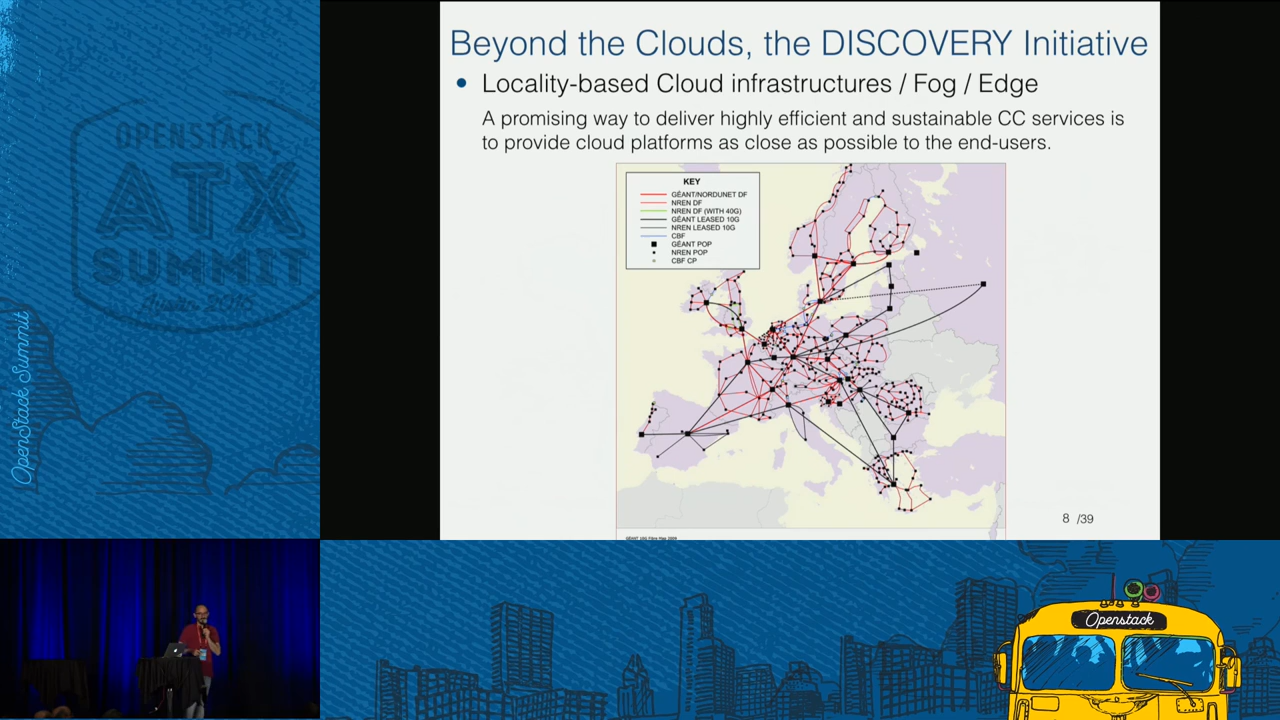 Beyond the Clouds, the DISCOVERY Initiative
• Locality-based Cloud infrastructures / Fog / Edge
A promising way to deliver highly efficient and sustainable CC services is
to provide cloud platforms as close as possible to the end-users.
KEY
GÉANT/NORDUNET DF
NREN DF
NREN DF (WITH 40G)
GÉANT LEASED 10G
NREN LEASED 10G
CBF
GÉANT POP
NREN POP
CBF CP
8 /39
OPENSTACK
ATX
SUMMIT
OpenStack Summit
Openstack